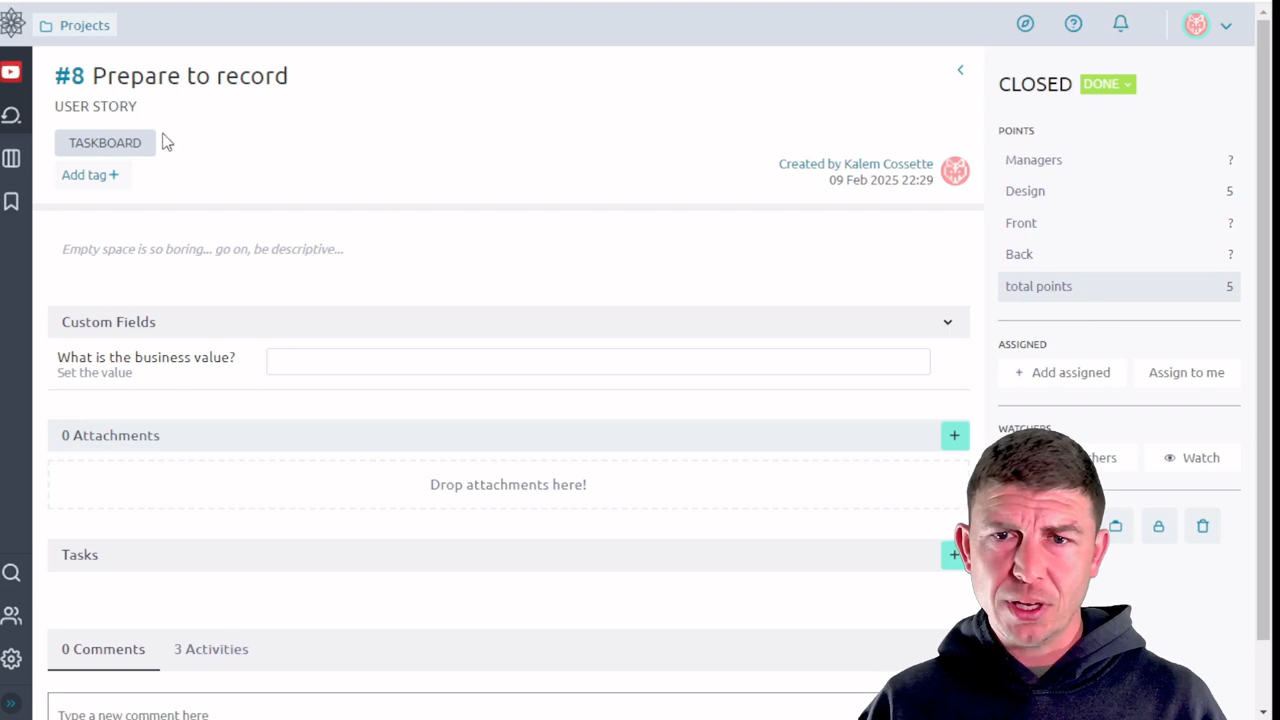 Projects
#8 Prepare to record
USER STORY
TASKBOARD
Add tag +
Created by Kalem Cossette
09 Feb 2025 22:29
Empty space is so boring... go on, be descriptive...
Custom Fields
What is the business value?
Set the value
0 Attachments
Drop attachments here!
Tasks
0 Comments
3 Activities
Type a new comment here
CLOSED DONE
POINTS
Managers ?
Design 5
Front ?
Back ?
total points 5
ASSIGNED
+ Add assigned
Assign to me
WATCHERS
Watch